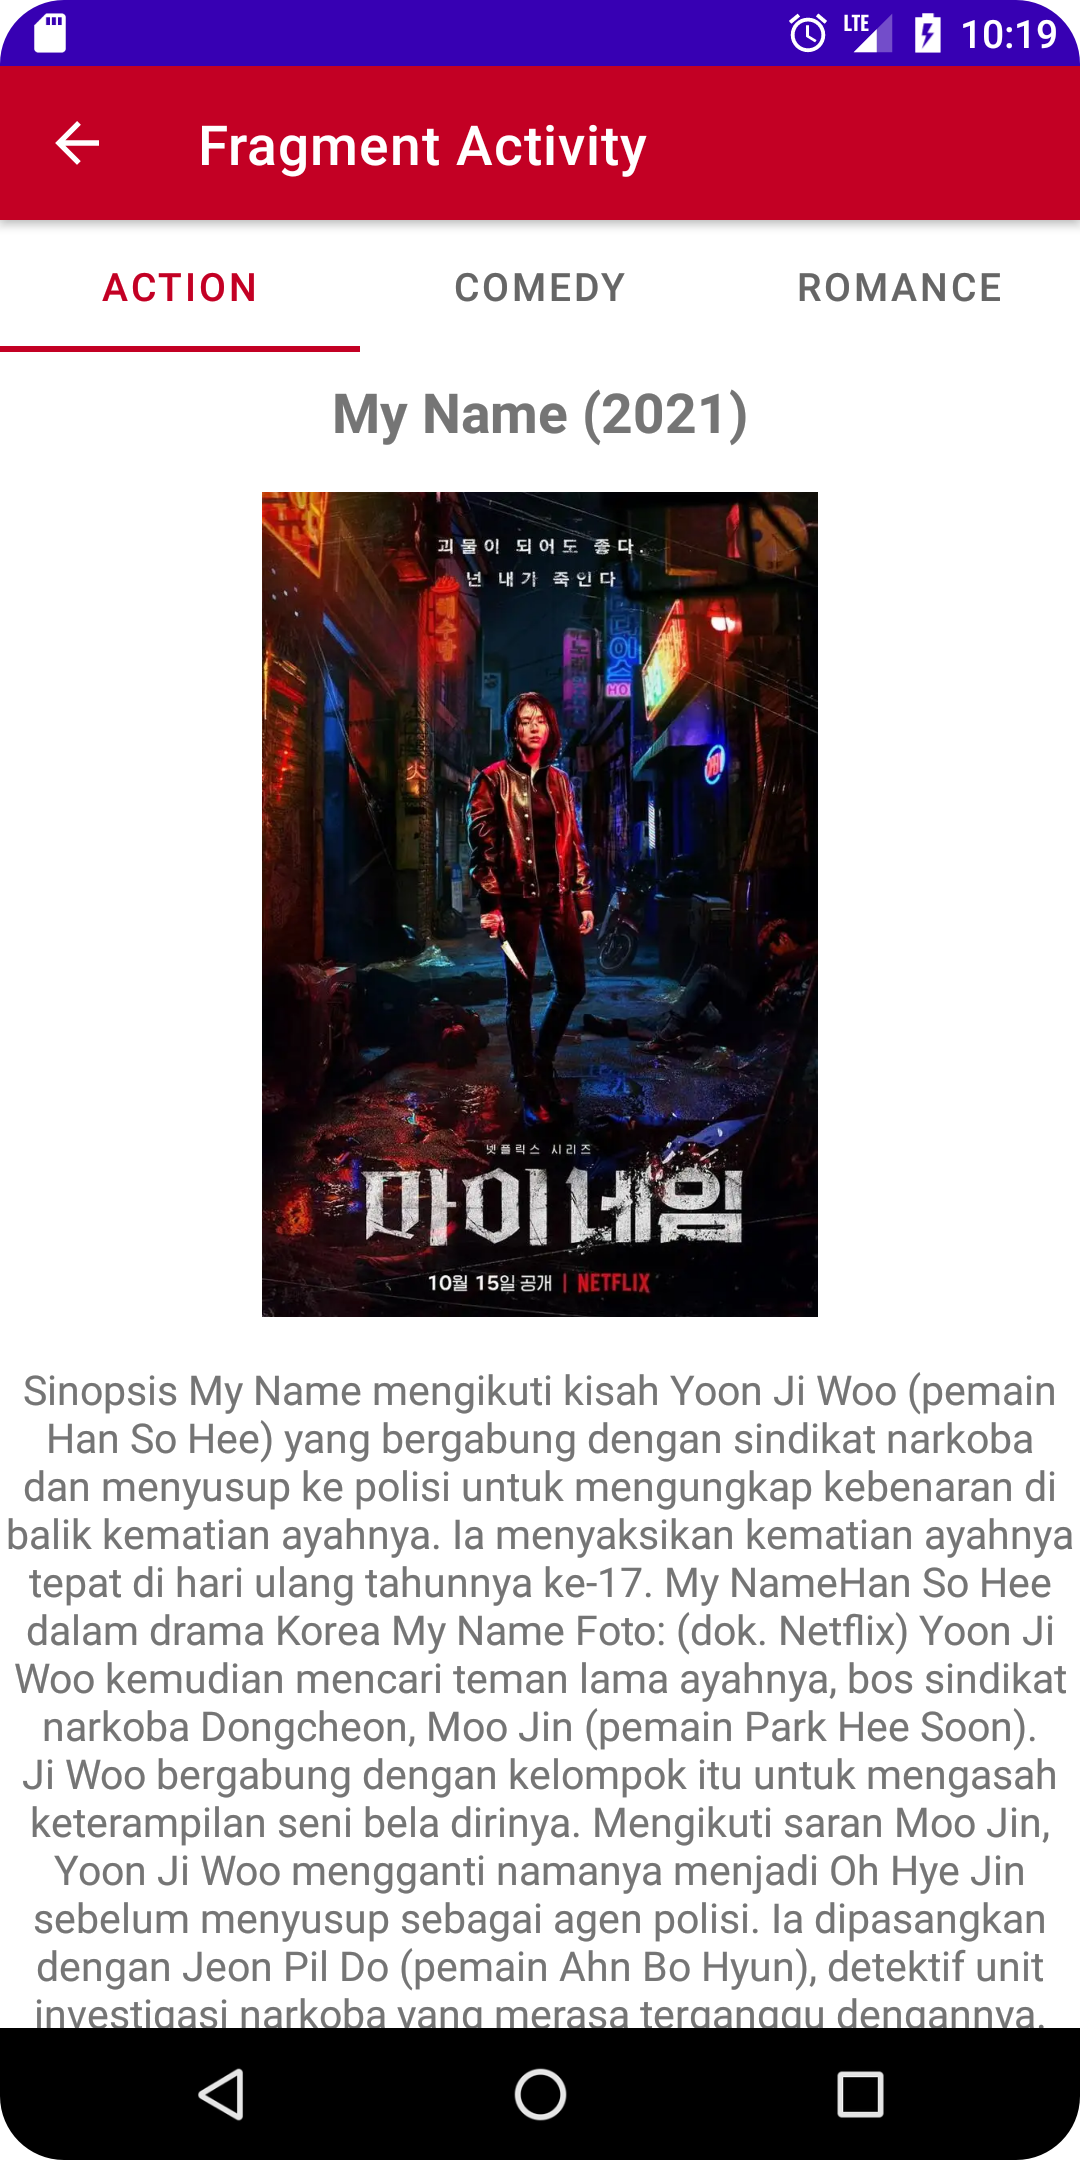 LTE 10:19
Fragment Activity
ACTION COMEDY ROMANCE
My Name (2021)
괴물이 되어도 좋다.
넌 내가 죽인다
노래
HO
넷플릭스 시리즈
마이 네임
10월 15일 공개 | NETFLIX
Sinopsis My Name mengikuti kisah Yoon Ji Woo (pemain
Han So Hee) yang bergabung dengan sindikat narkoba
dan menyusup ke polisi untuk mengungkap kebenaran di
balik kematian ayahnya. Ia menyaksikan kematian ayahnya
tepat di hari ulang tahunnya ke-17. My NameHan So Hee
dalam drama Korea My Name Foto: (dok. Netflix) Yoon Ji
Woo kemudian mencari teman lama ayahnya, bos sindikat
narkoba Dongcheon, Moo Jin (pemain Park Hee Soon).
Ji Woo bergabung dengan kelompok itu untuk mengasah
keterampilan seni bela dirinya. Mengikuti saran Moo Jin,
Yoon Ji Woo mengganti namanya menjadi Oh Hye Jin
sebelum menyusup sebagai agen polisi. Ia dipasangkan
dengan Jeon Pil Do (pemain Ahn Bo Hyun), detektif unit
investigasi narkoba yang merasa terganggu dengannya.